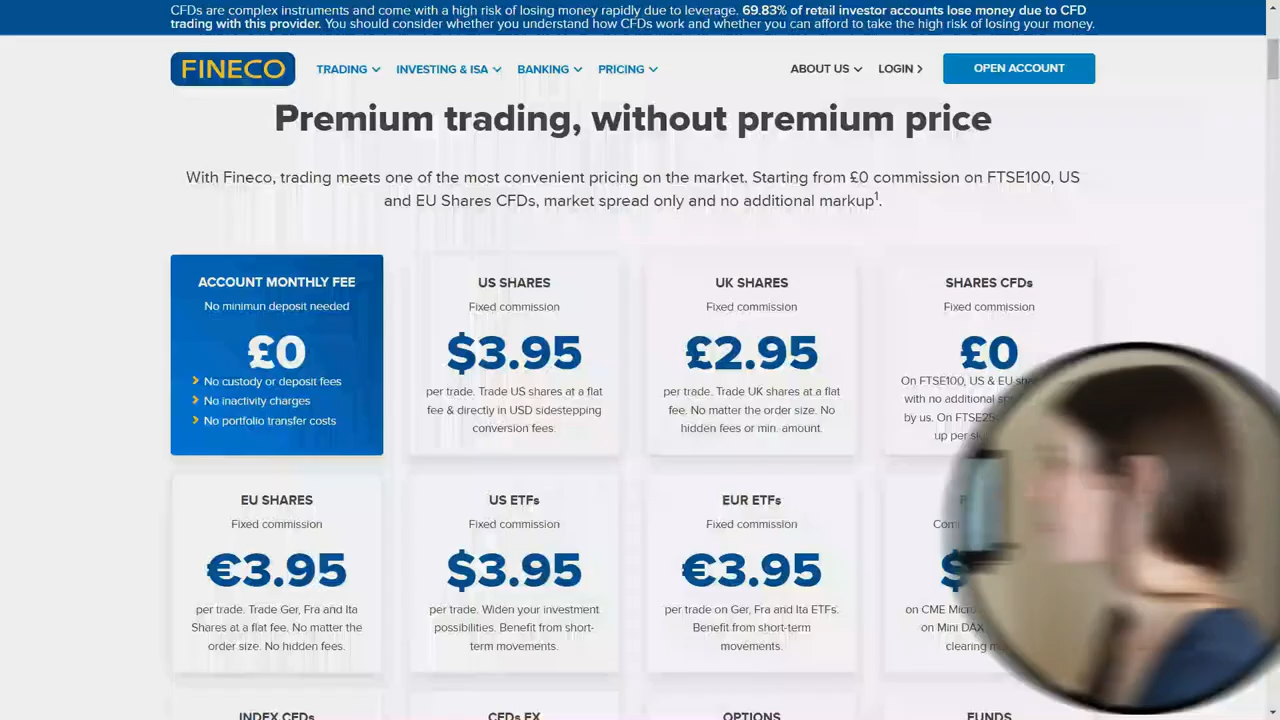 CFDs are complex instruments and come with a high risk of losing money rapidly due to leverage. 69.83% of retail investor accounts lose money due to CFD
trading with this provider. You should consider whether you understand how CFDs work and whether you can afford to take the high risk of losing your money.
FINECO
TRADING
INVESTING & ISA
BANKING
PRICING
ABOUT US
LOGIN
OPEN ACCOUNT
Premium trading, without premium price
With Fineco, trading meets one of the most convenient pricing on the market. Starting from £0 commission on FTSE100, US
and EU Shares CFDs, market spread only and no additional markup¹.
ACCOUNT MONTHLY FEE
No minimun deposit needed
£0
No custody or deposit fees
No inactivity charges
No portfolio transfer costs
US SHARES
Fixed commission
$3.95
per trade. Trade US shares at a flat
fee & directly in USD sidestepping
conversion fees.
UK SHARES
Fixed commission
£2.95
per trade. Trade UK shares at a flat
fee. No matter the order size. No
hidden fees or min. amount.
SHARES CFDs
Fixed commission
£0
On FTSE100, US & EU
with no additional
by us. On
up per
EU SHARES
Fixed commission
€3.95
per trade. Trade Ger, Fra and Ita
Shares at a flat fee. No matter the
order size. No hidden fees.
US ETFs
Fixed commission
$3.95
per trade. Widen your investment
possibilities. Benefit from short-
term movements.
EUR ETFs
Fixed commission
€3.95
per trade on Ger, Fra and Ita ETFs.
Benefit from short-term
movements.
$
on CME
on Mini DAX
clearing
INDEX CFDs
CFDs FX
OPTIONS
FUNDS